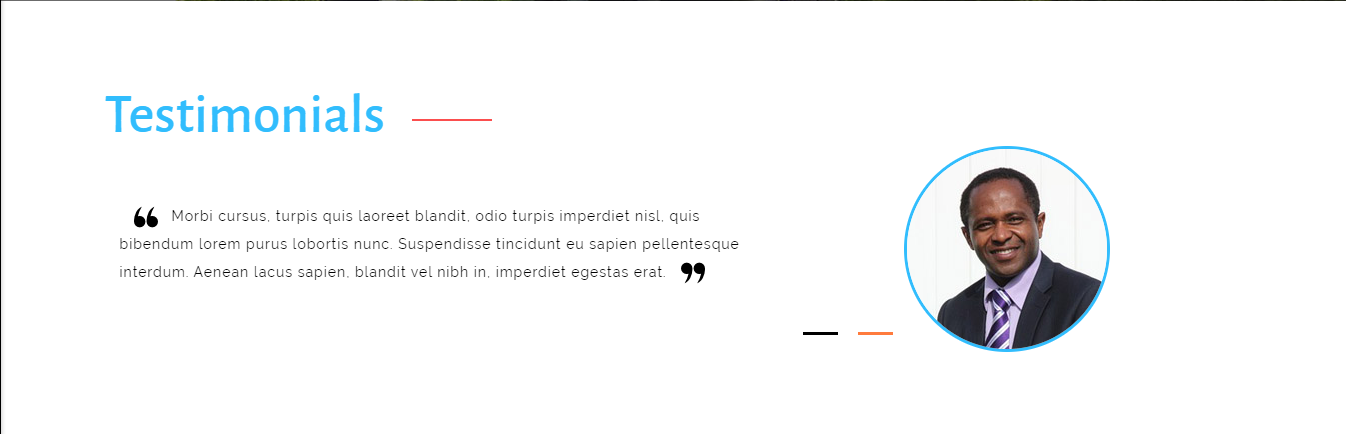 Testimonials
❝ Morbi cursus, turpis quis laoreet blandit, odio turpis imperdiet nisl, quis
bibendum lorem purus lobortis nunc. Suspendisse tincidunt eu sapien pellentesque
interdum. Aenean lacus sapien, blandit vel nibh in, imperdiet egestas erat. ❞